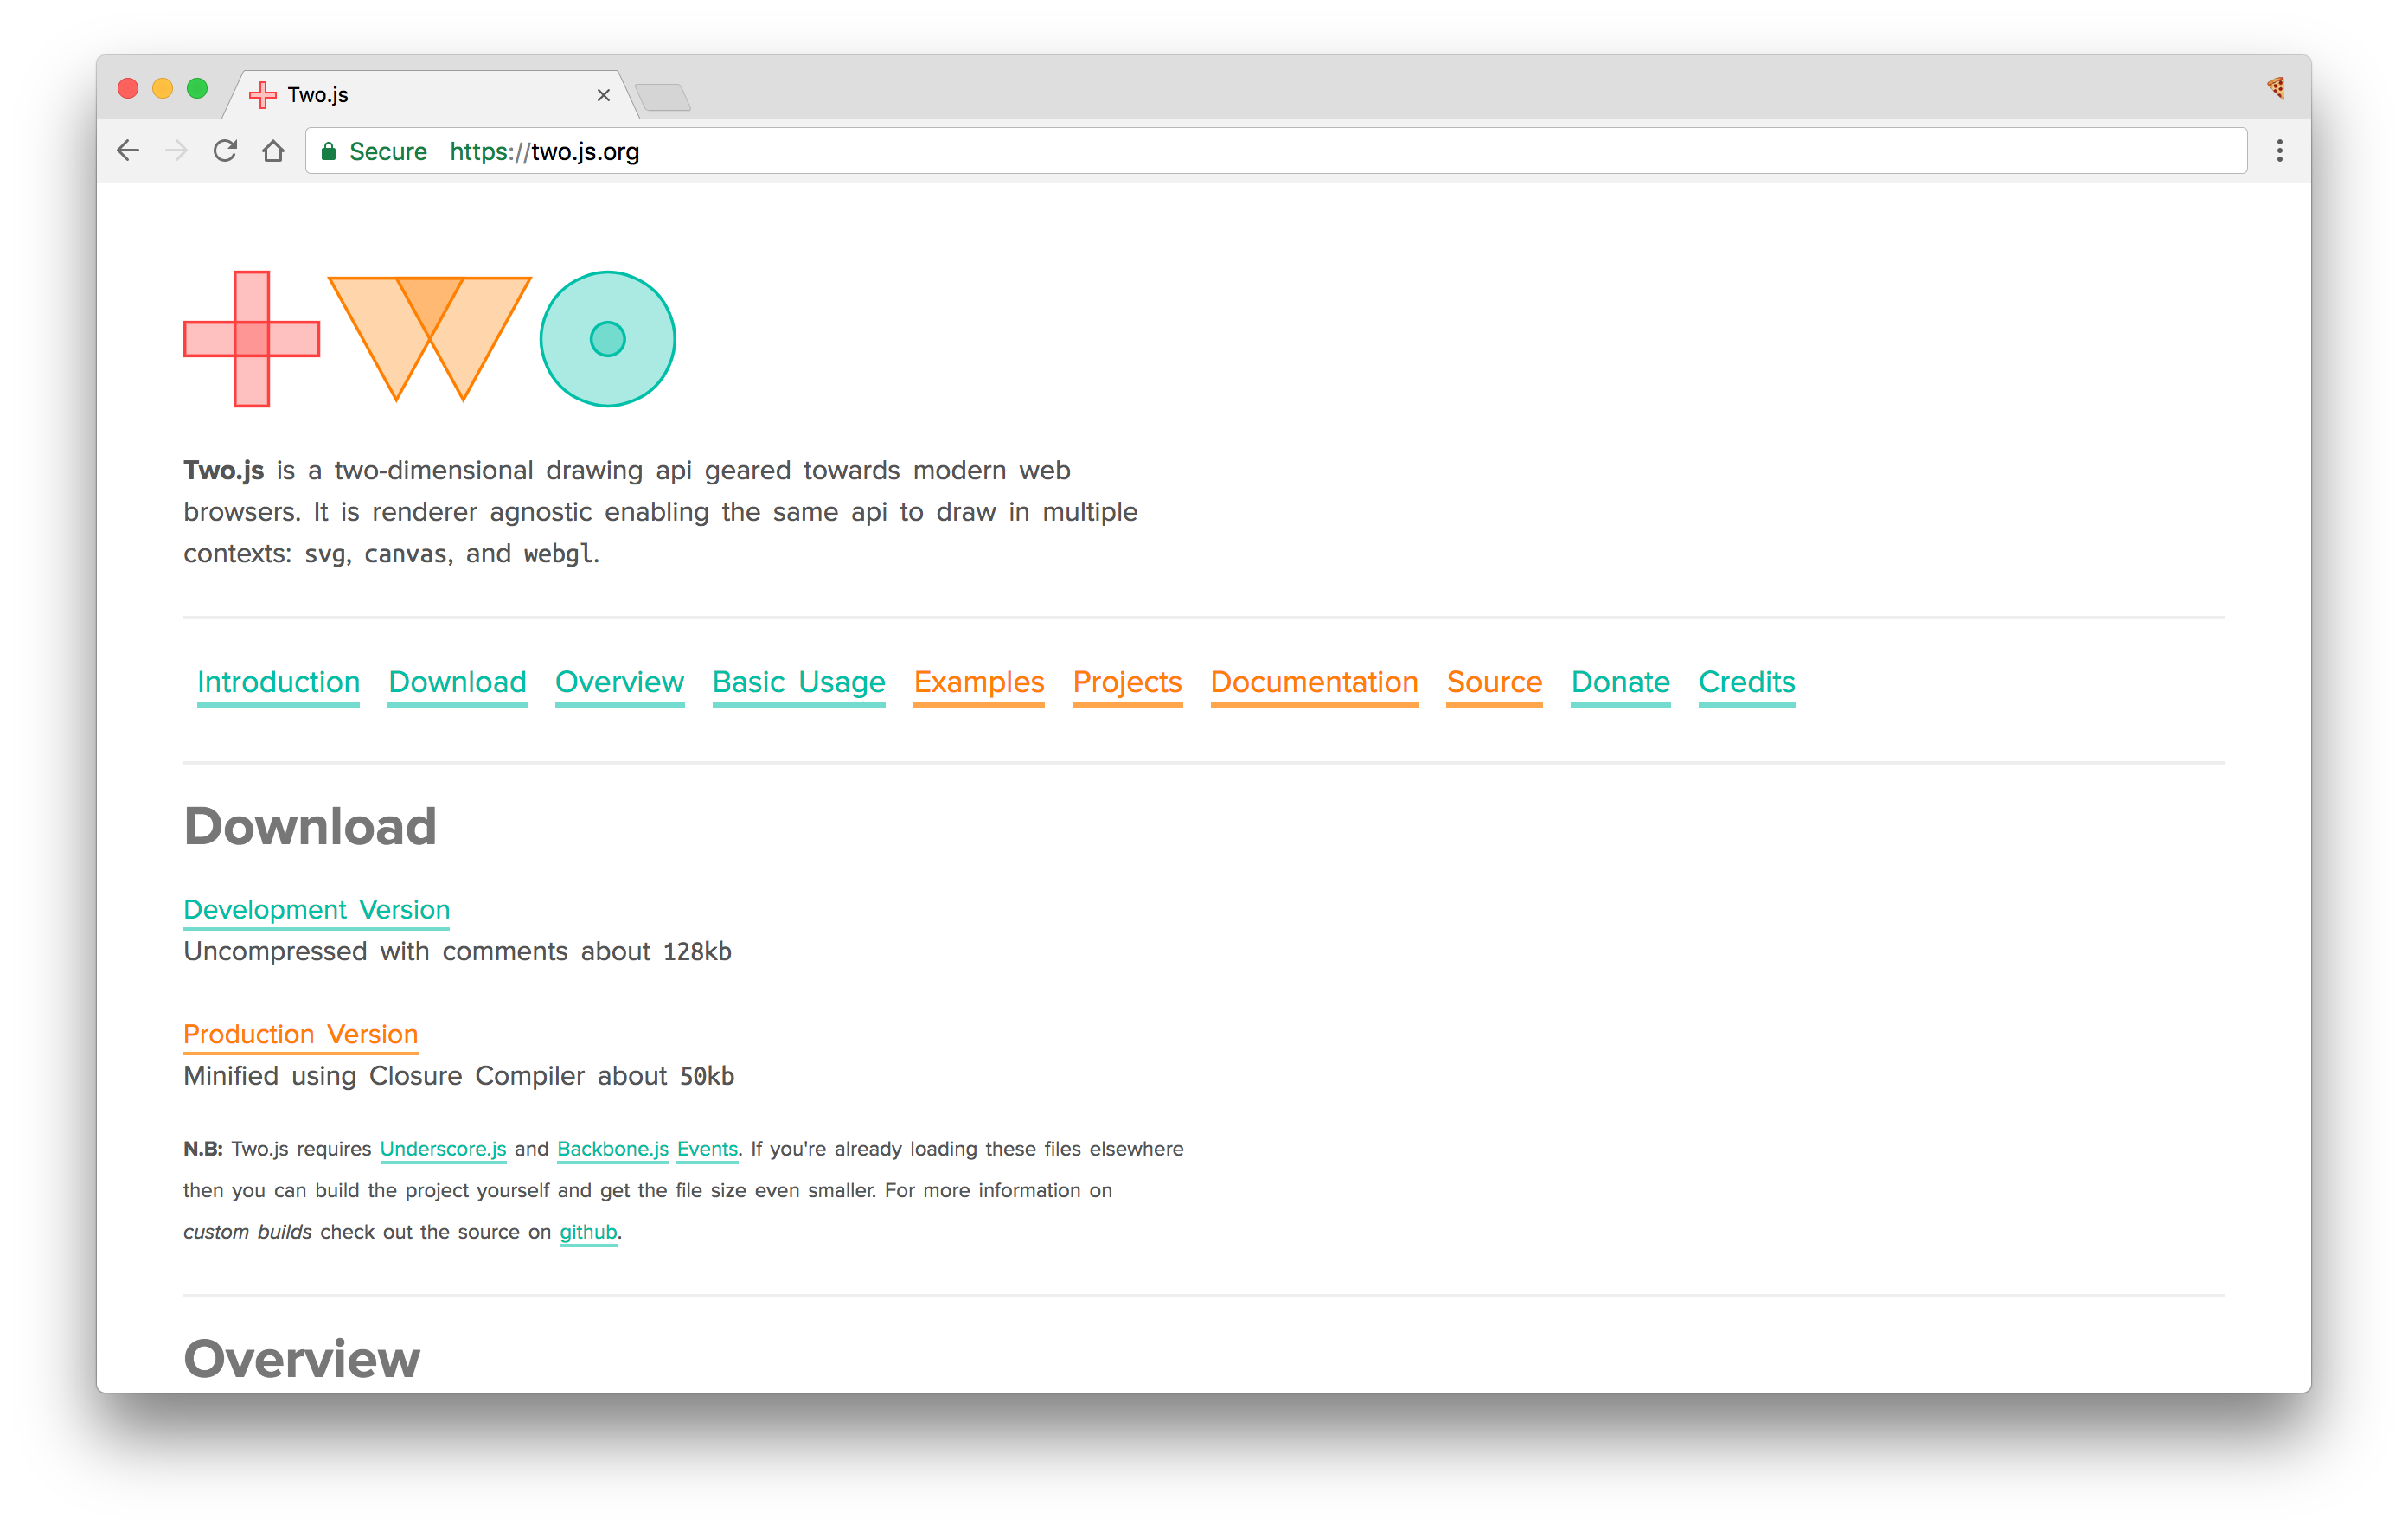 Two.js
Secure https://two.js.org
Two.js is a two-dimensional drawing api geared towards modern web
browsers. It is renderer agnostic enabling the same api to draw in multiple
contexts: svg, canvas, and webgl.
Introduction Download Overview Basic Usage Examples Projects Documentation Source Donate Credits
Download
Development Version
Uncompressed with comments about 128kb
Production Version
Minified using Closure Compiler about 50kb
N.B: Two.js requires Underscore.js and Backbone.js Events. If you're already loading these files elsewhere
then you can build the project yourself and get the file size even smaller. For more information on
custom builds check out the source on github.
Overview